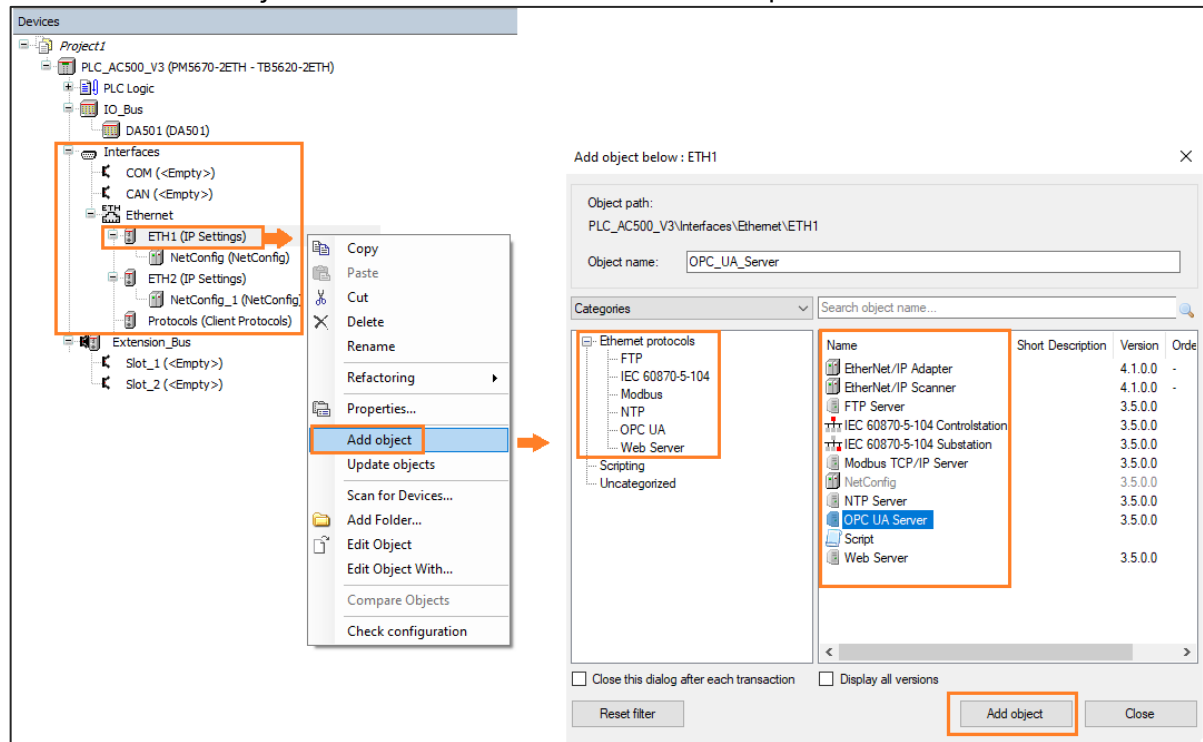 Devices
Project1
PLC_AC500_V3 (PM5670-2ETH - TB5620-2ETH)
PLC Logic
IO_Bus
DA501 (DA501)
Interfaces
COM (<Empty>)
CAN (<Empty>)
ETH Ethernet
ETH1 (IP Settings)
NetConfig (NetConfig)
ETH2 (IP Settings)
NetConfig_1 (NetConfig)
Protocols (Client Protocols)
Extension_Bus
Slot_1 (<Empty>)
Slot_2 (<Empty>)
Copy
Paste
Cut
Delete
Rename
Refactoring
Properties...
Add object
Update objects
Scan for Devices...
Add Folder...
Edit Object
Edit Object With...
Compare Objects
Check configuration
Add object below : ETH1
Object path:
PLC_AC500_V3\Interfaces\Ethernet\ETH1
Object name: OPC_UA_Server
Categories
Search object name...
Ethernet protocols
FTP
IEC 60870-5-104
Modbus
NTP
OPC UA
Web Server
Scripting
Uncategorized
Name Short Description Version Orde
EtherNet/IP Adapter 4.1.0.0 -
EtherNet/IP Scanner 4.1.0.0 -
FTP Server 3.5.0.0
IEC 60870-5-104 Controlstation 3.5.0.0
IEC 60870-5-104 Substation 3.5.0.0
Modbus TCP/IP Server 3.5.0.0
NetConfig 3.5.0.0
NTP Server 3.5.0.0
OPC UA Server 3.5.0.0
Script
Web Server 3.5.0.0
Close this dialog after each transaction
Display all versions
Reset filter
Add object
Close